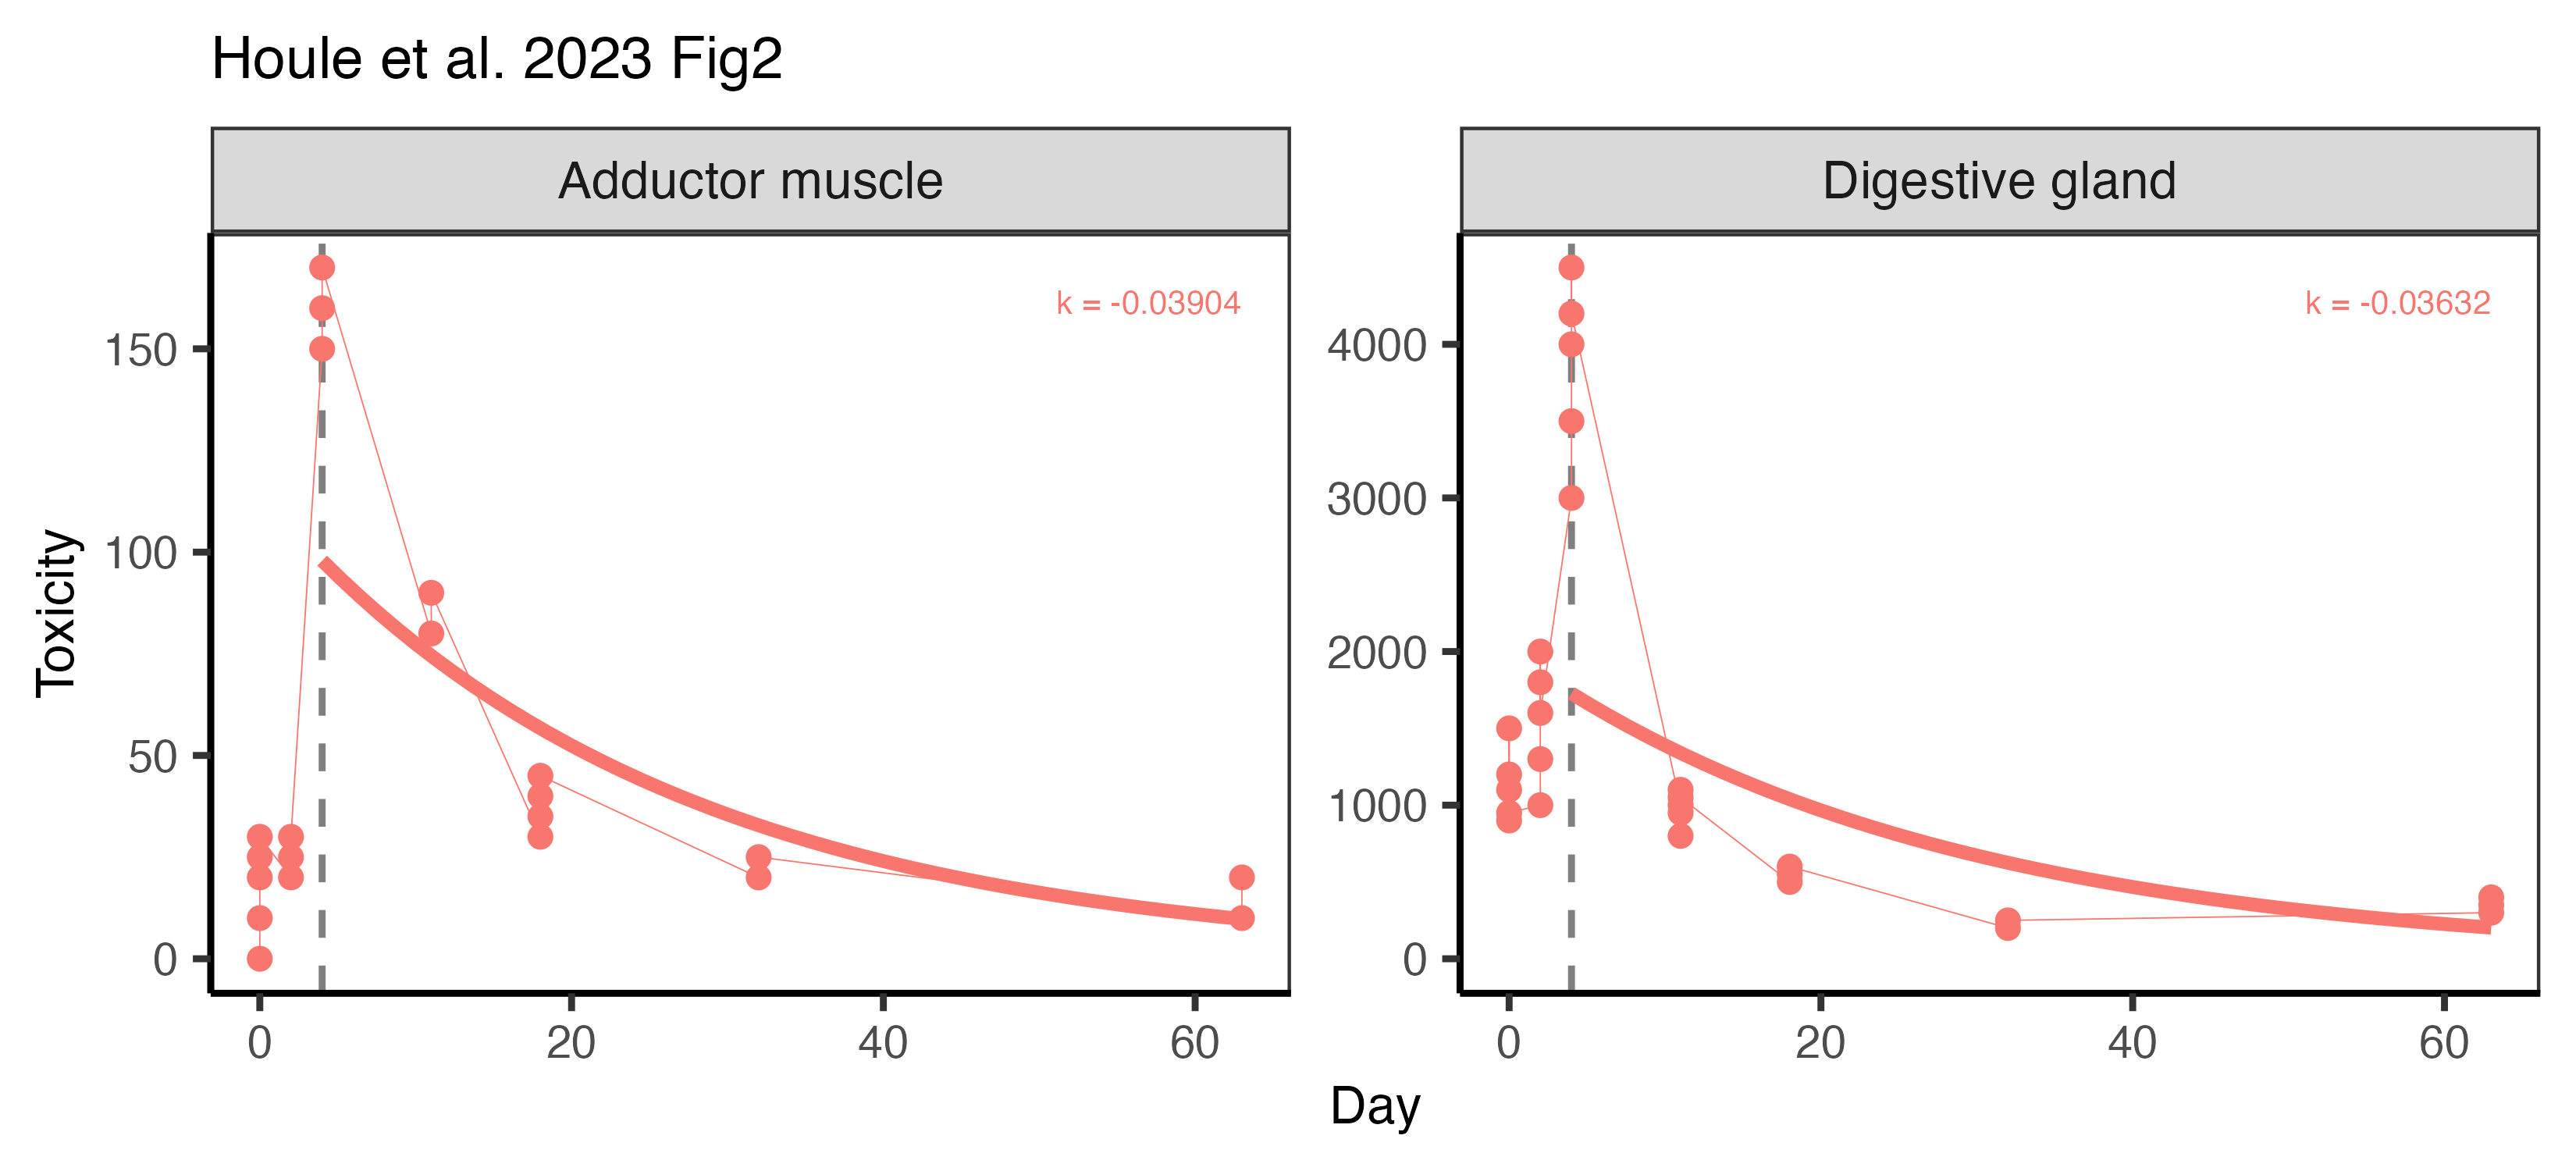 Houle et al. 2023 Fig2
Adductor muscle
Digestive gland
k = -0.03904
k = -0.03632
Toxicity
150
100
50
0
4000
3000
2000
1000
0
0 20 40 60
0 20 40 60
Day